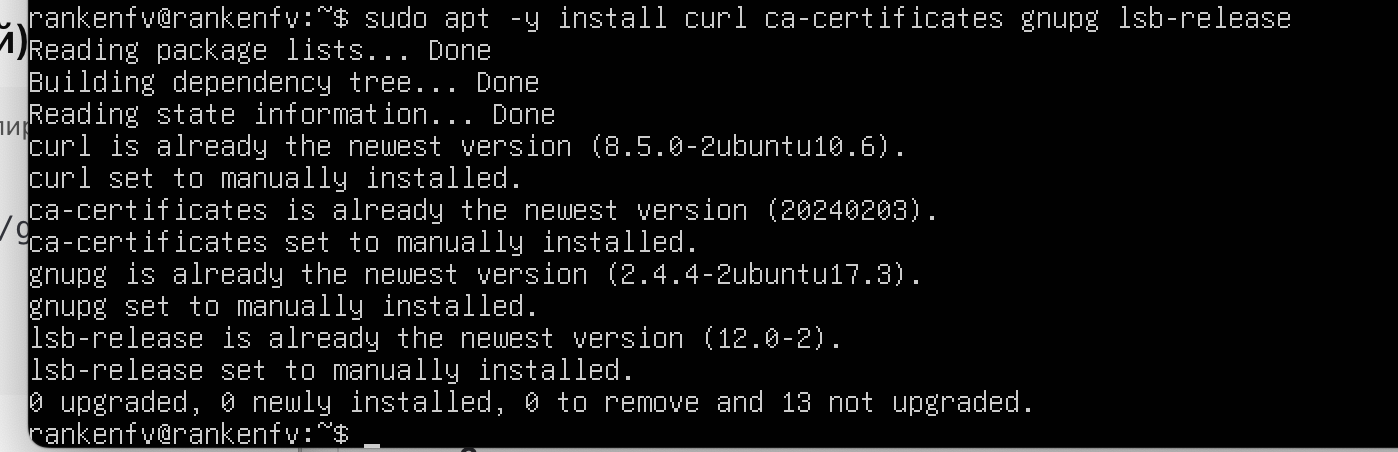 rankenfv@rankenfv:~$ sudo apt -y install curl ca-certificates gnupg lsb-release
й)
Reading package lists... Done
Building dependency tree... Done
Reading state information... Done
curl is already the newest version (8.5.0-2ubuntu10.6).
curl set to manually installed.
ca-certificates is already the newest version (20240203).
/g
ca-certificates set to manually installed.
gnupg is already the newest version (2.4.4-2ubuntu17.3).
gnupg set to manually installed.
lsb-release is already the newest version (12.0-2).
lsb-release set to manually installed.
0 upgraded, 0 newly installed, 0 to remove and 13 not upgraded.
rankenfv@rankenfv:~$ _